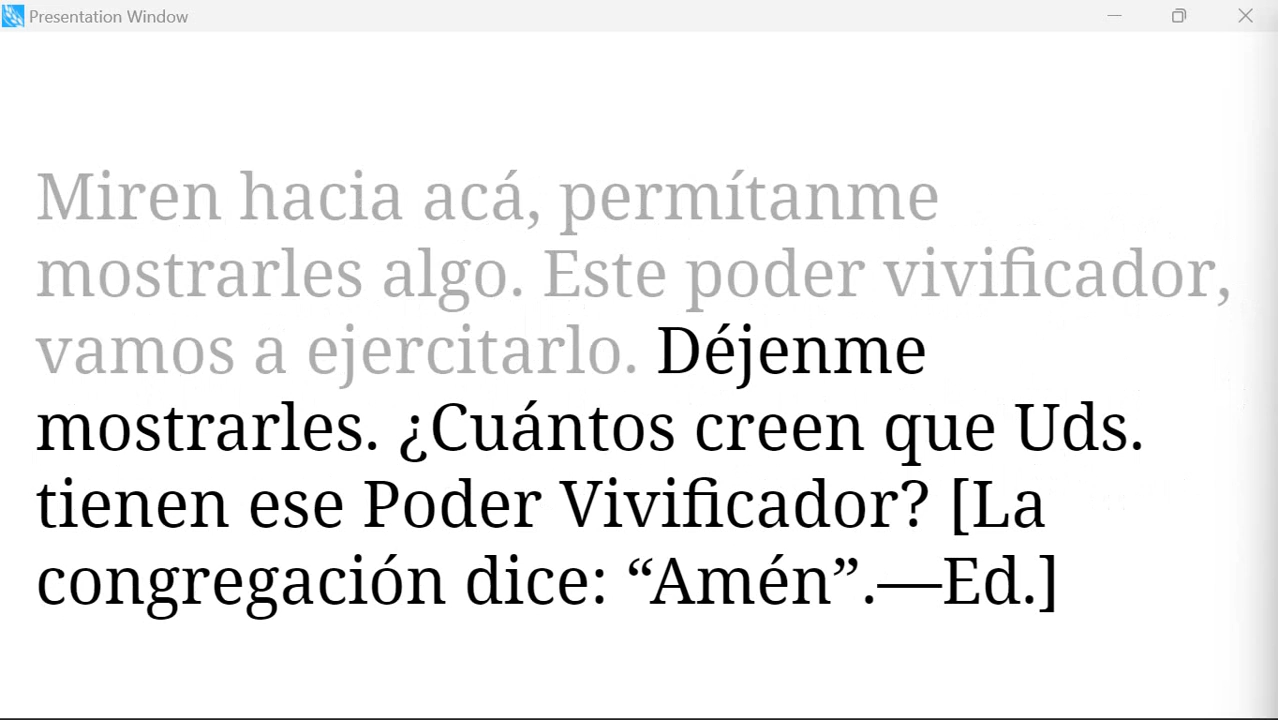 Presentation Window
Miren hacia acá, permítanme
mostrarles algo. Este poder vivificador,
vamos a ejercitarlo. Déjenme
mostrarles. ¿Cuántos creen que Uds.
tienen ese Poder Vivificador? [La
congregación dice: “Amén”.—Ed.]